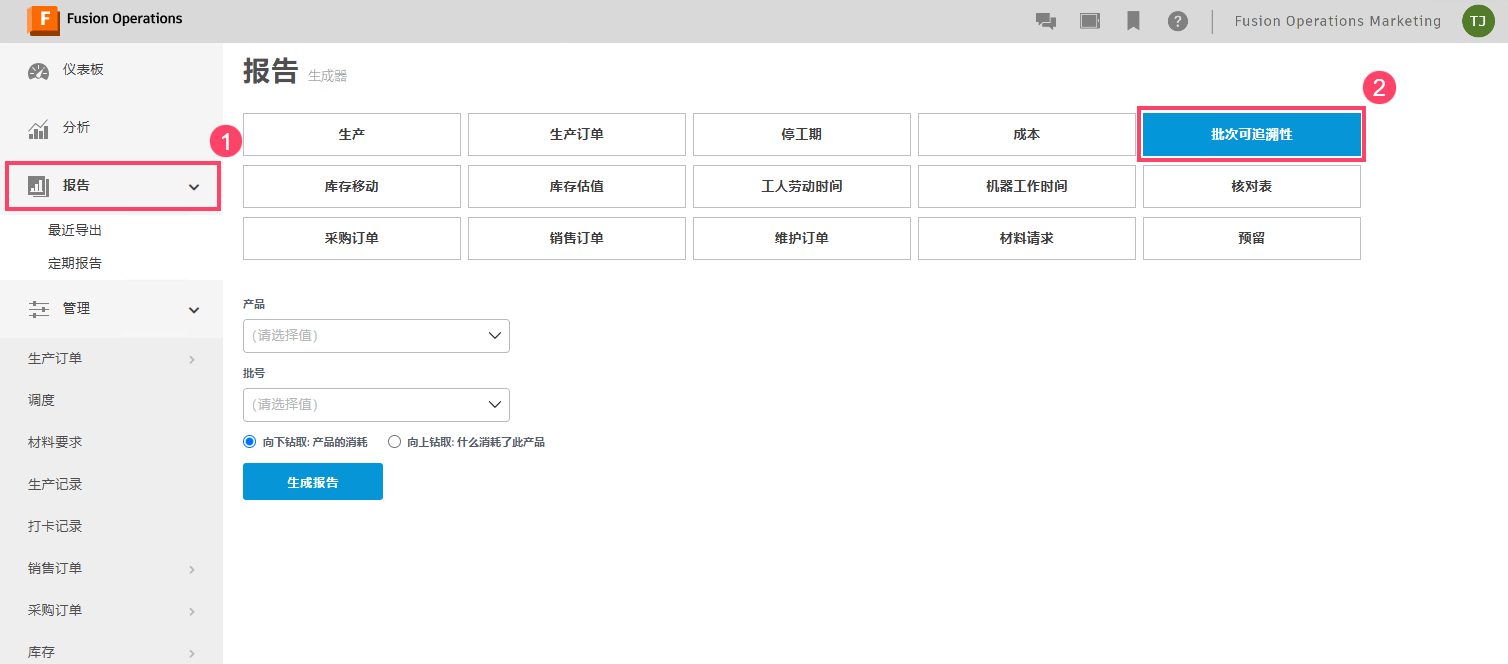 F Fusion Operations
? Fusion Operations Marketing TJ
仪表板
分析
1
报告
最近导出
定期报告
管理
生产订单
调度
材料要求
生产记录
打卡记录
销售订单
采购订单
库存
报告 生成器
2
生产 生产订单 停工期 成本 批次可追溯性
库存移动 库存估值 工人劳动时间 机器工作时间 核对表
采购订单 销售订单 维护订单 材料请求 预留
产品
(请选择值)
批号
(请选择值)
向下钻取: 产品的消耗 向上钻取: 什么消耗了此产品
生成报告